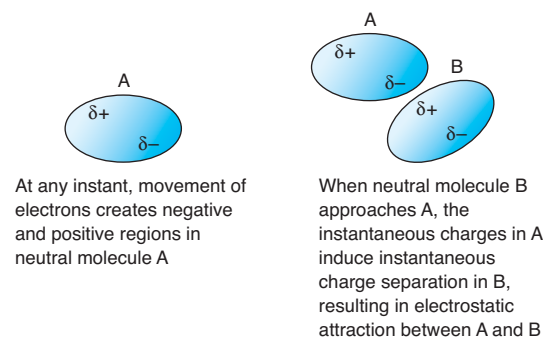 A
δ+
δ–
At any instant, movement of
electrons creates negative
and positive regions in
neutral molecule A
A
δ+
δ–
B
δ+
δ–
When neutral molecule B
approaches A, the
instantaneous charges in A
induce instantaneous
charge separation in B,
resulting in electrostatic
attraction between A and B